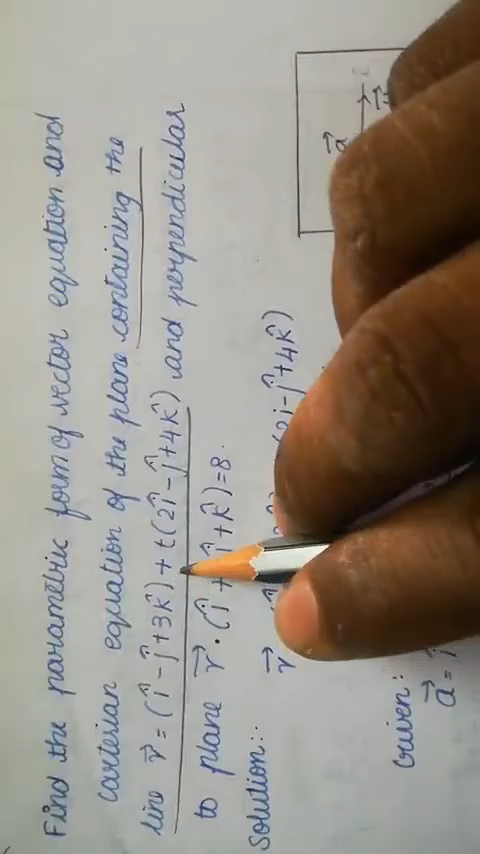 Find the parametric form of vector equation and
cartesian equation of the plane containing the
line r⃗ = (î - ĵ + 3k̂) + t(2î - ĵ + 4k̂) and perpendicular
to plane r⃗ · (î + ĵ + k̂) = 8.
Solution:-
r⃗ (2i - ĵ + 4k̂)
Given:
a⃗ =
a⃗